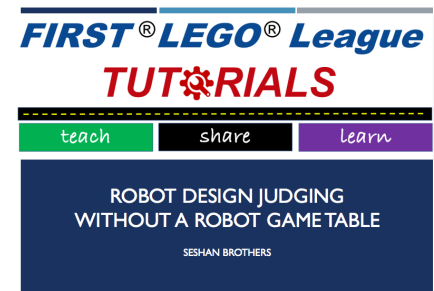 FIRST® LEGO® League
TUTORIALS
teach share learn
ROBOT DESIGN JUDGING
WITHOUT A ROBOT GAME TABLE
SESHAN BROTHERS